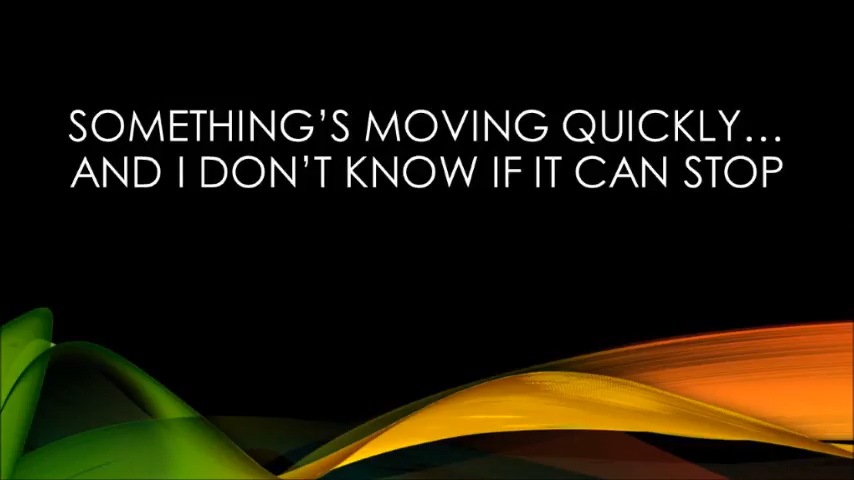 SOMETHING’S MOVING QUICKLY…
AND I DON’T KNOW IF IT CAN STOP